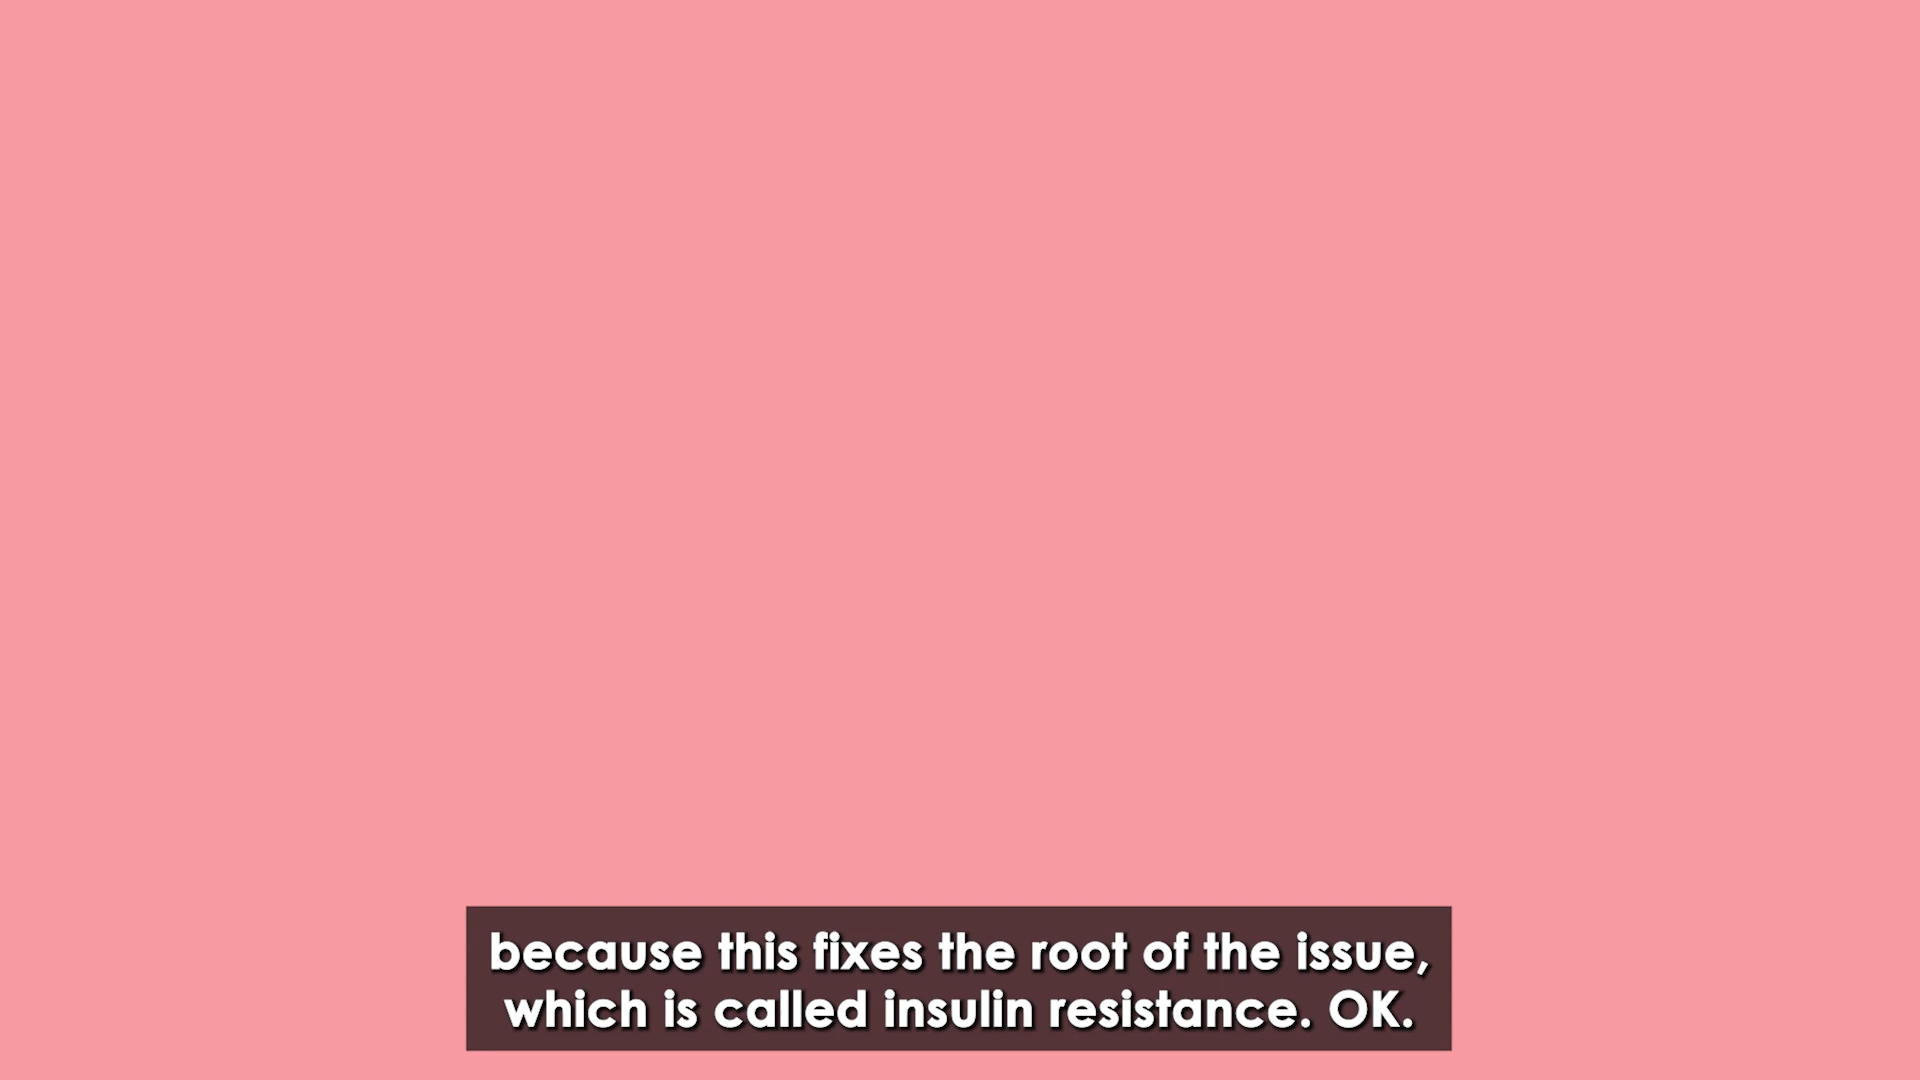 because this fixes the root of the issue,
which is called insulin resistance. OK.